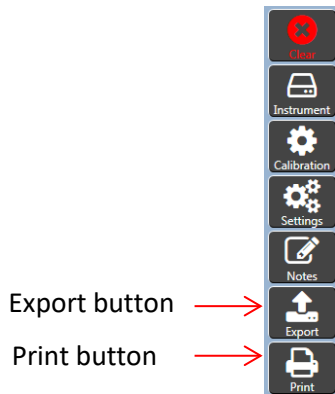 Clear
Instrument
Calibration
Settings
Notes
Export button
Export
Print button
Print